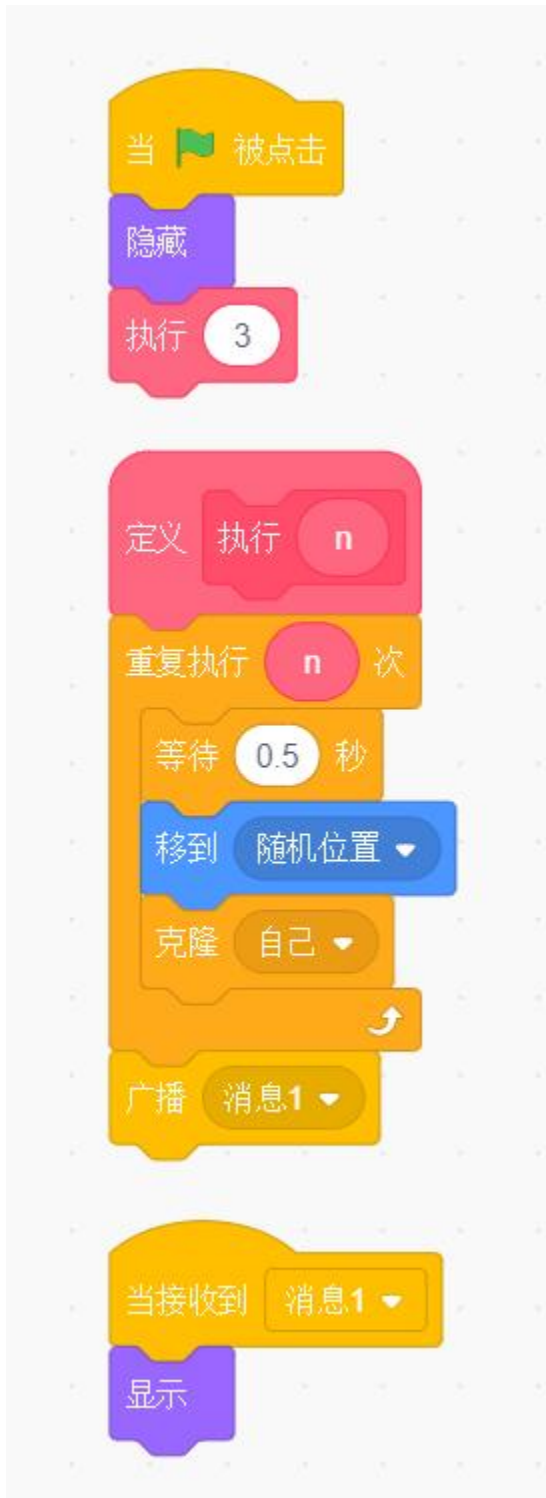 当 被点击
隐藏
执行 3
定义 执行 n
重复执行 n 次
等待 0.5 秒
移到 随机位置
克隆 自己
广播 消息1
当接收到 消息1
显示